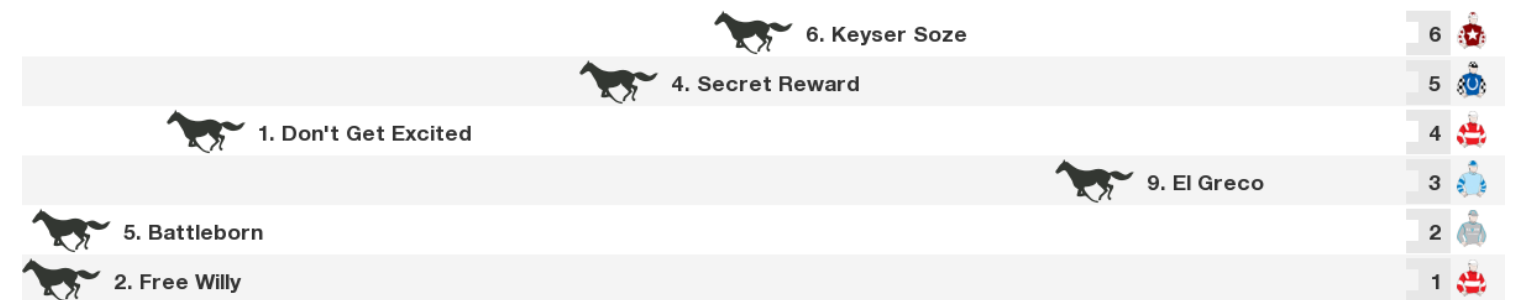 6. Keyser Soze 6
4. Secret Reward 5
1. Don't Get Excited 4
9. El Greco 3
5. Battleborn 2
2. Free Willy 1